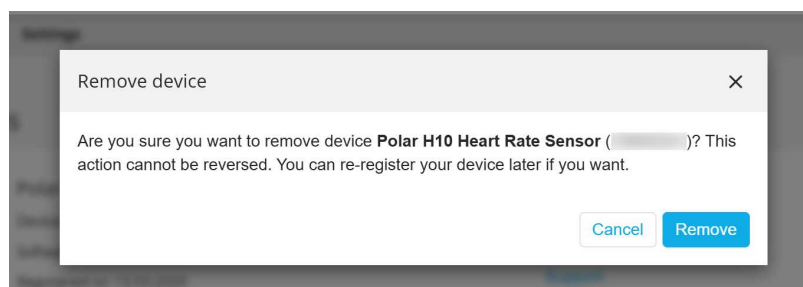 Settings
Remove device
Are you sure you want to remove device Polar H10 Heart Rate Sensor ( )? This
action cannot be reversed. You can re-register your device later if you want.
Cancel Remove